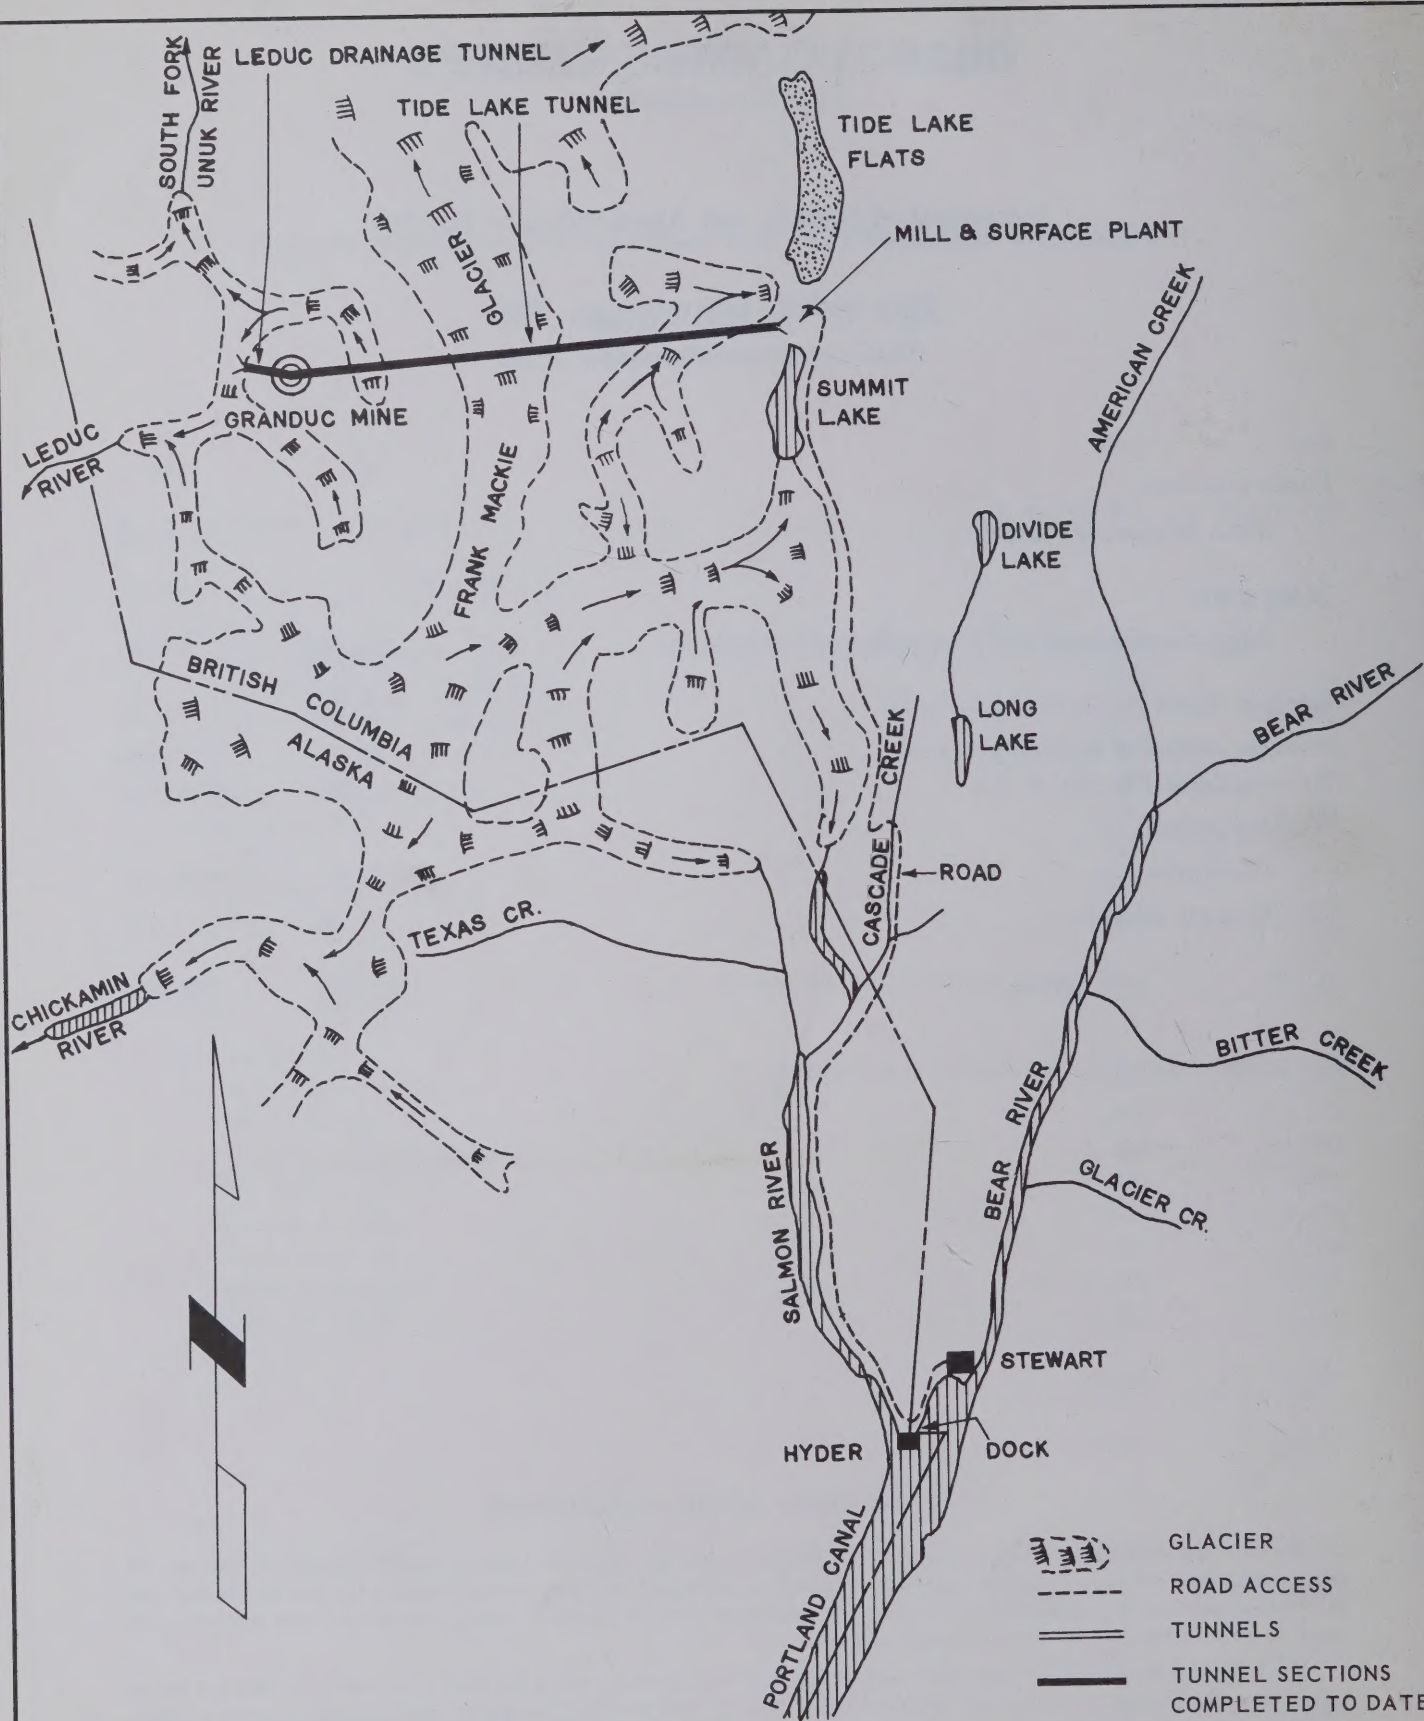 SOUTH FORK
UNUK RIVER
LEDUC DRAINAGE TUNNEL
TIDE LAKE TUNNEL
TIDE LAKE
FLATS
MILL & SURFACE PLANT
GLACIER
AMERICAN CREEK
SUMMIT
LAKE
GRANDUC MINE
LEDUC
RIVER
FRANK MACKIE
DIVIDE
LAKE
BRITISH COLUMBIA
ALASKA
LONG
LAKE
BEAR RIVER
CASCADE CREEK
ROAD
TEXAS CR.
CHICKAMIN
RIVER
BITTER CREEK
BEAR RIVER
GLACIER CR.
SALMON RIVER
STEWART
HYDER
DOCK
PORTLAND CANAL
GLACIER
ROAD ACCESS
TUNNELS
TUNNEL SECTIONS
COMPLETED TO DATE